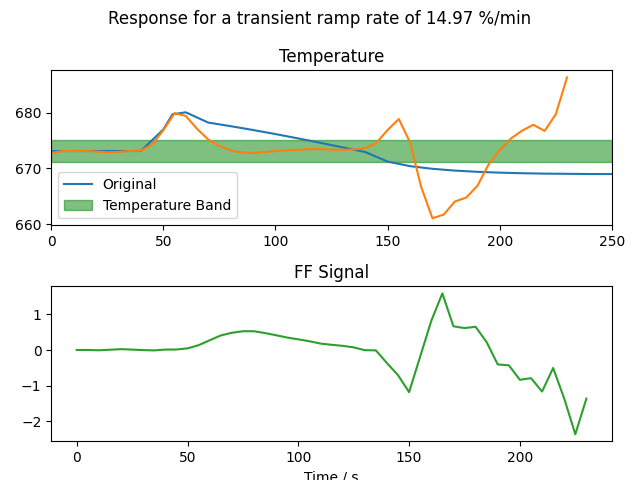 Response for a transient ramp rate of 14.97 %/min
Temperature
680
670
660
Original
Temperature Band
0 50 100 150 200 250
FF Signal
1
0
−1
−2
0 50 100 150 200
Time / s